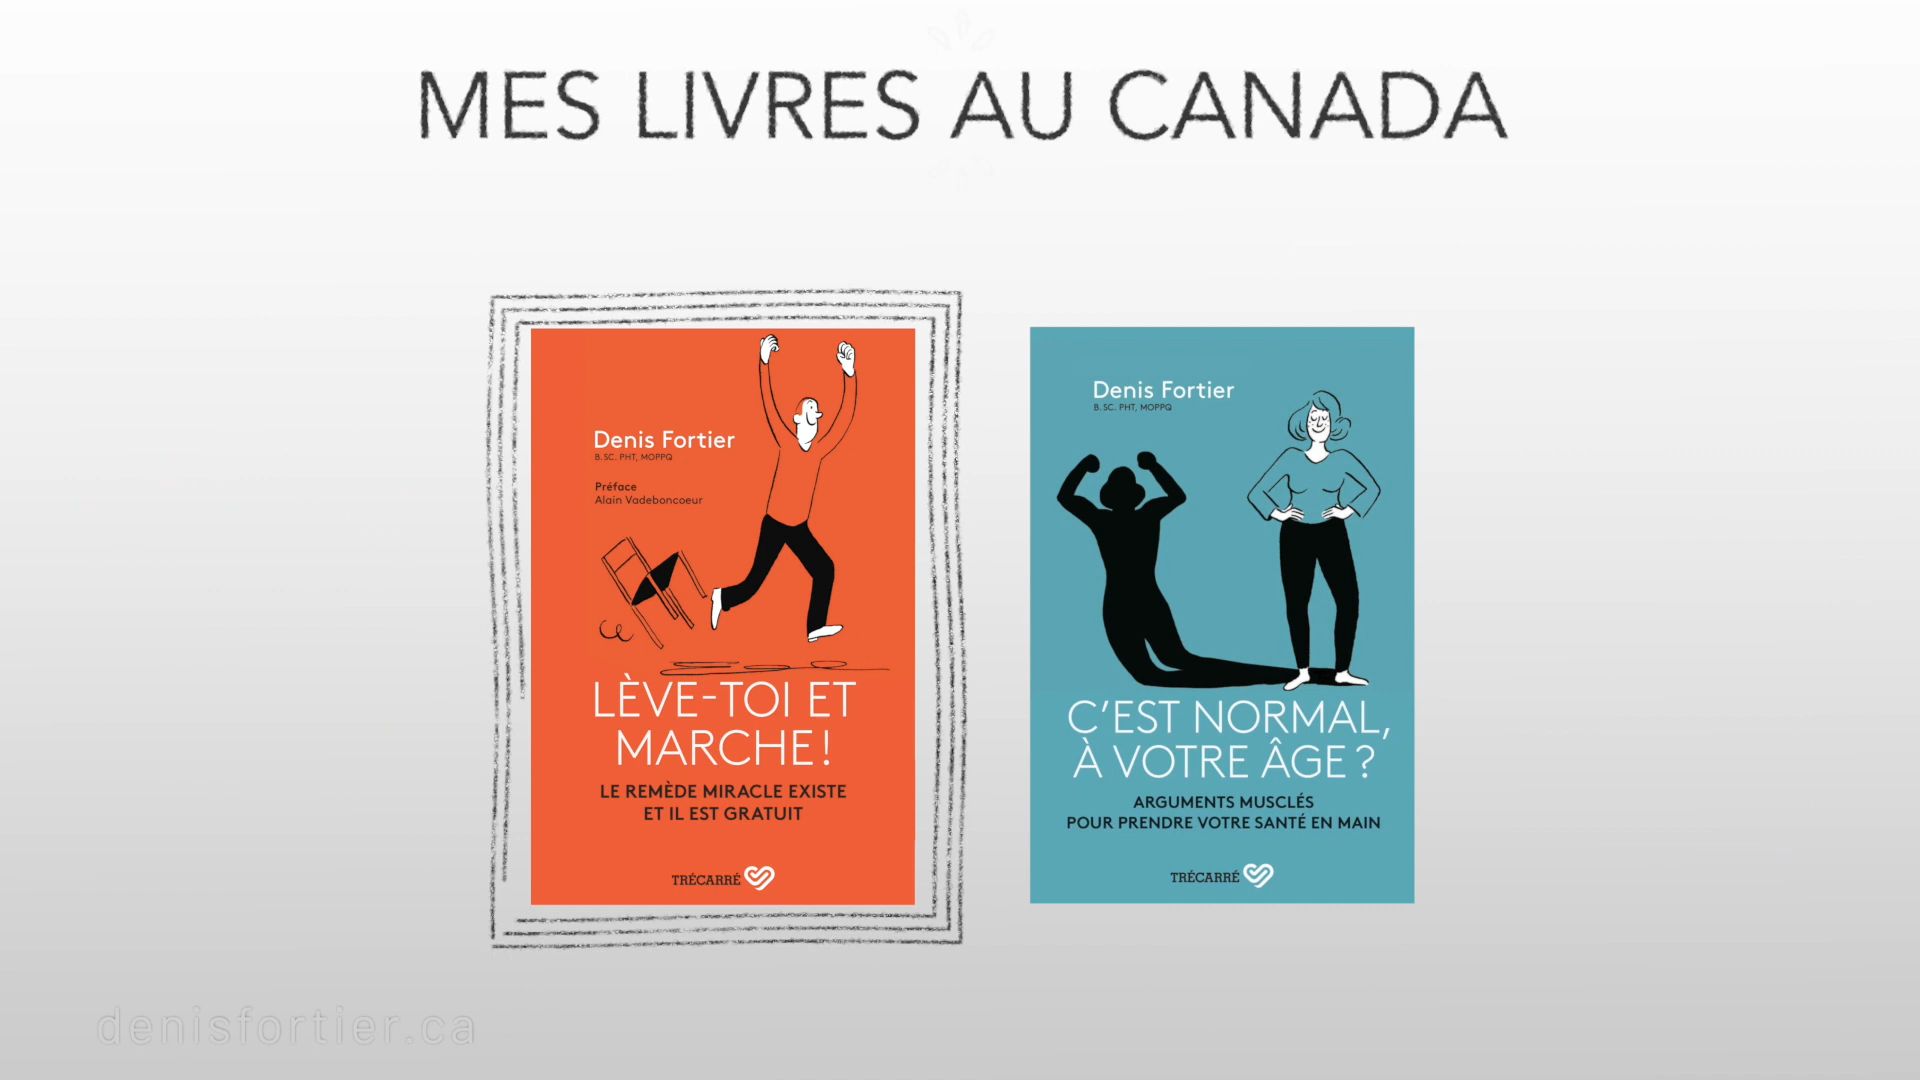 MES LIVRES AU CANADA
Denis Fortier
B.SC. PHT, MOPPQ
Préface
Alain Vadeboncoeur
LÈVE-TOI ET
MARCHE!
LE REMÈDE MIRACLE EXISTE
ET IL EST GRATUIT
TRÉCARRÉ
Denis Fortier
B.SC. PHT, MOPPQ
C'EST NORMAL,
À VOTRE ÂGE?
ARGUMENTS MUSCLÉS
POUR PRENDRE VOTRE SANTÉ EN MAIN
TRÉCARRÉ
denisfortier.ca